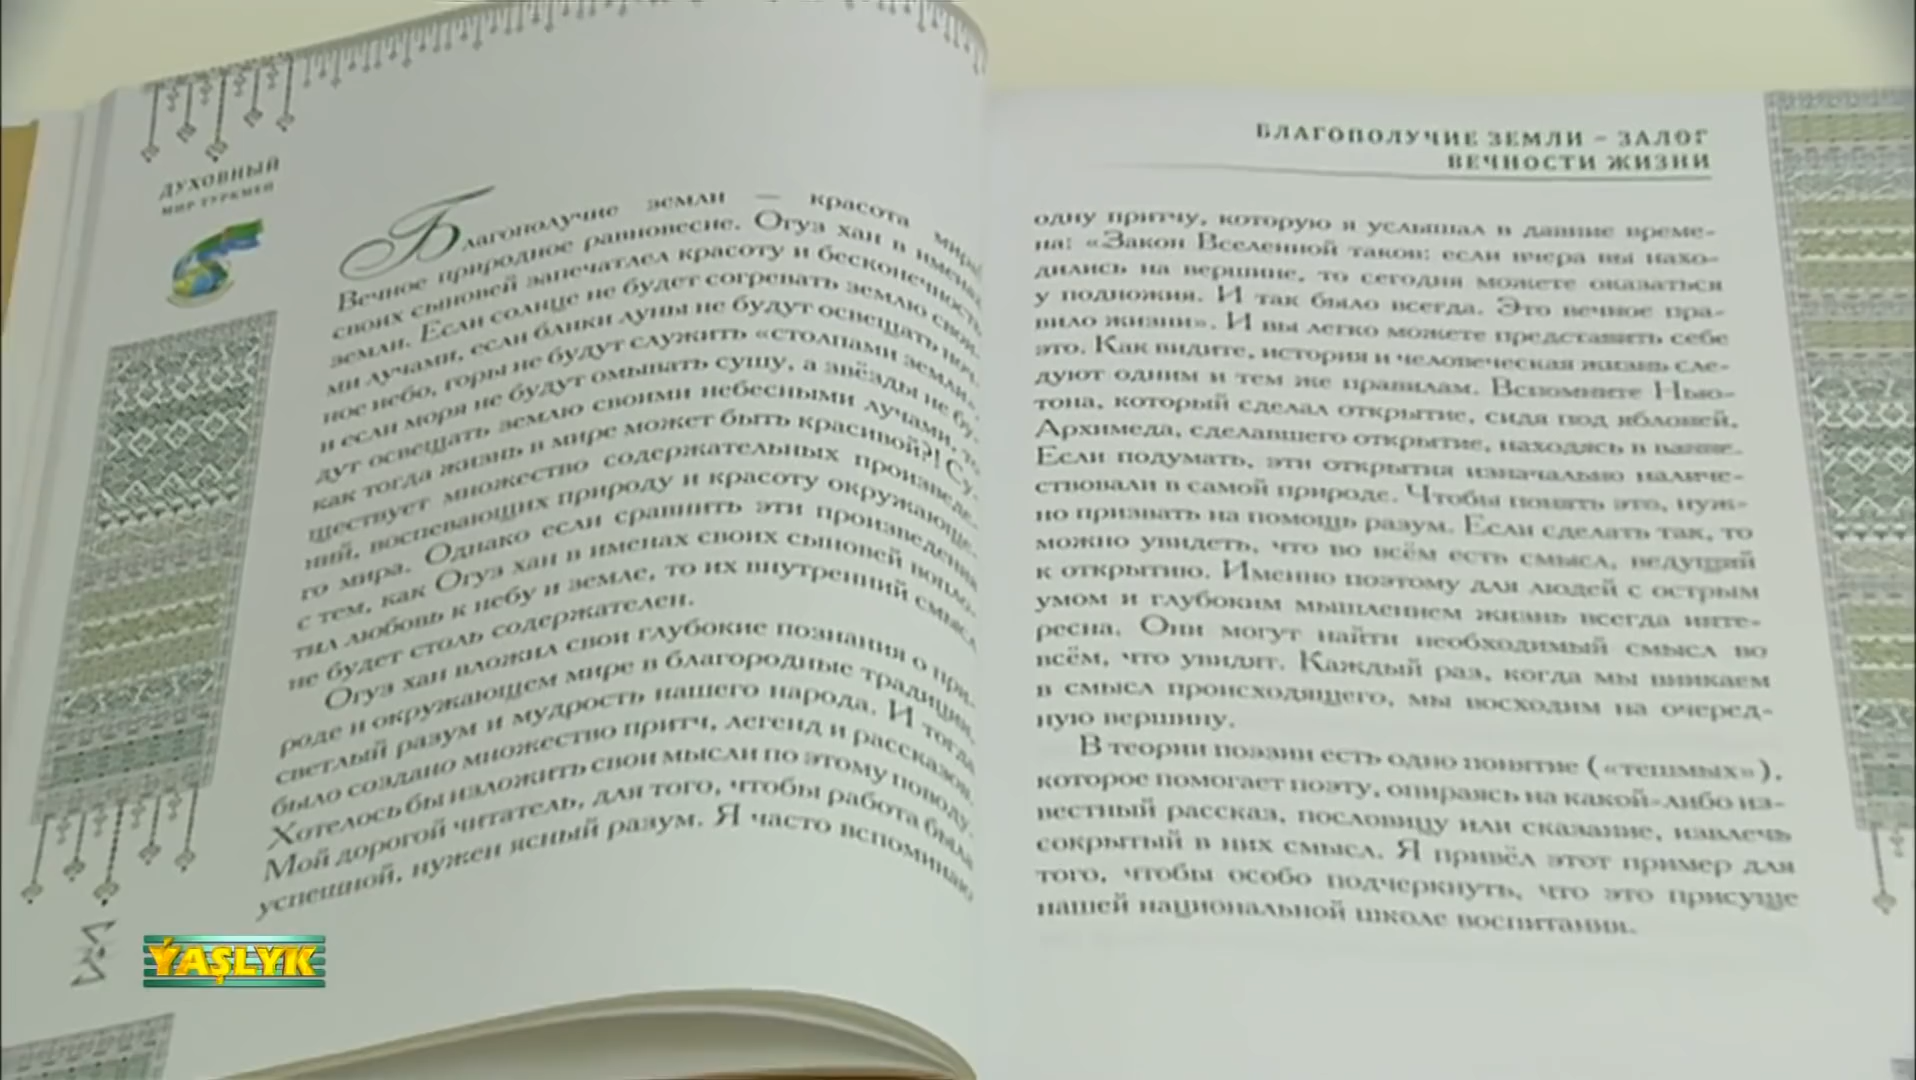 ДУХОВНЫЙ
МИР ТУРКМЕН
Благополучие земли — красота мира!
Вечное природное равновесие. Огуз хан в именах
своих сыновей запечатлел красоту и бесконечность
земли. Если солнце не будет согревать землю свои-
ми лучами, если блики луны не будут освещать ноч-
ное небо, горы не будут служить «столпами земли»,
и если моря не будут омывать сушу, а звёзды не бу-
дут освещать землю своими небесными лучами, то
как тогда жизнь в мире может быть красивой?! Су-
ществует множество содержательных произведе-
ний, воспевающих природу и красоту окружающе-
го мира. Однако если сравнить эти произведения
с тем, как Огуз хан в именах своих сыновей вопло-
тил любовь к небу и земле, то их внутренний смысл
не будет столь содержателен.
Огуз хан вложил свои глубокие познания о при-
роде и окружающем мире в благородные традиции,
светлый разум и мудрость нашего народа. И тогда
было создано множество притч, легенд и рассказов.
Хотелось бы изложить свои мысли по этому поводу.
Мой дорогой читатель, для того, чтобы работа была
успешной, нужен ясный разум. Я часто вспоминаю
БЛАГОПОЛУЧИЕ ЗЕМЛИ – ЗАЛОГ
ВЕЧНОСТИ ЖИЗНИ
одну притчу, которую я услышал в давние време-
на: «Закон Вселенной таков: если вчера вы нахо-
дились на вершине, то сегодня можете оказаться
у подножия. И так было всегда. Это вечное пра-
вило жизни». И вы легко можете представить себе
это. Как видите, история и человеческая жизнь сле-
дуют одним и тем же правилам. Вспомните Нью-
тона, который сделал открытие, сидя под яблоней,
Архимеда, сделавшего открытие, находясь в ванне.
Если подумать, эти открытия изначально наличе-
ствовали в самой природе. Чтобы понять это, нуж-
но призвать на помощь разум. Если сделать так, то
можно увидеть, что во всём есть смысл, ведущий
к открытию. Именно поэтому для людей с острым
умом и глубоким мышлением жизнь всегда инте-
ресна. Они могут найти необходимый смысл во
всём, что увидят. Каждый раз, когда мы вникаем
в смысл происходящего, мы восходим на очеред-
ную вершину.
В теории поэзии есть одно понятие («тешмых»),
которое помогает поэту, опираясь на какой-либо из-
вестный рассказ, пословицу или сказание, извлечь
сокрытый в них смысл. Я привёл этот пример для
того, чтобы особо подчеркнуть, что это присуще
нашей национальной школе воспитания.
ÝAŞLYK